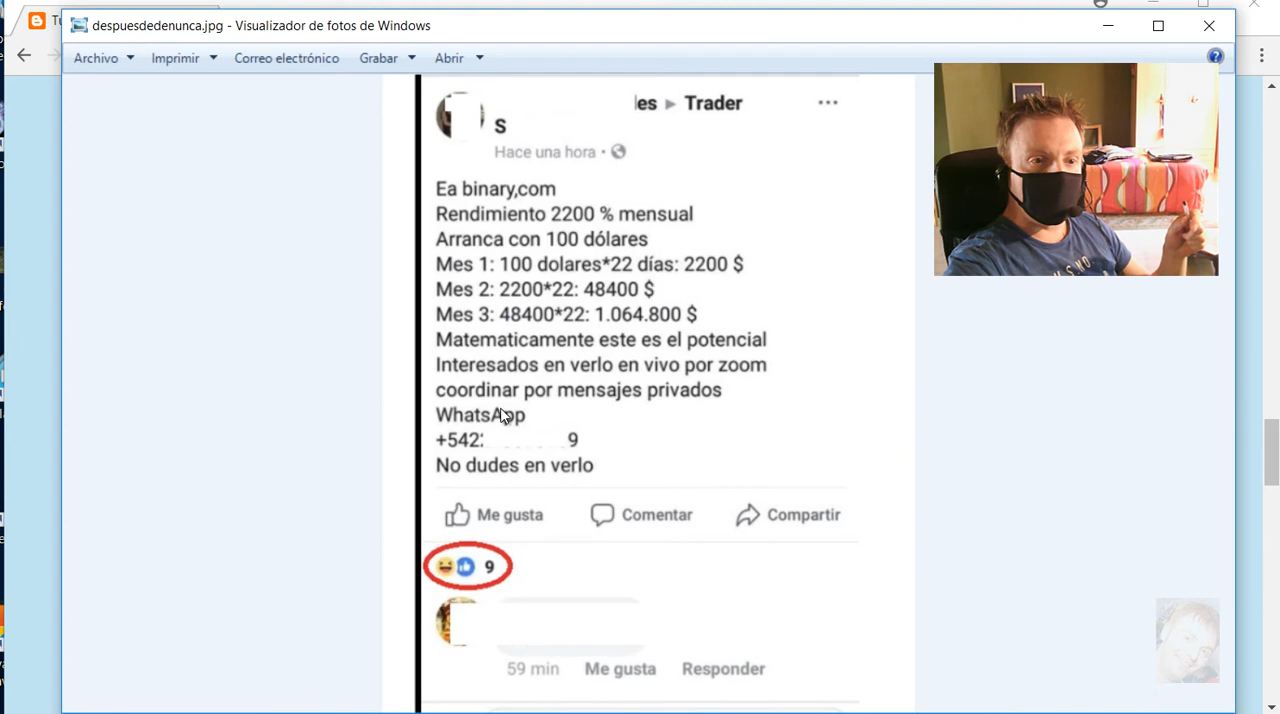 despuesdedenunca.jpg - Visualizador de fotos de Windows
Archivo Imprimir Correo electrónico Grabar Abrir
les ▸ Trader
S
Hace una hora
Ea binary,com
Rendimiento 2200 % mensual
Arranca con 100 dólares
Mes 1: 100 dolares*22 días: 2200 $
Mes 2: 2200*22: 48400 $
Mes 3: 48400*22: 1.064.800 $
Matematicamente este es el potencial
Interesados en verlo en vivo por zoom
coordinar por mensajes privados
WhatsApp
+542 9
No dudes en verlo
Me gusta Comentar Compartir
9
59 min Me gusta Responder